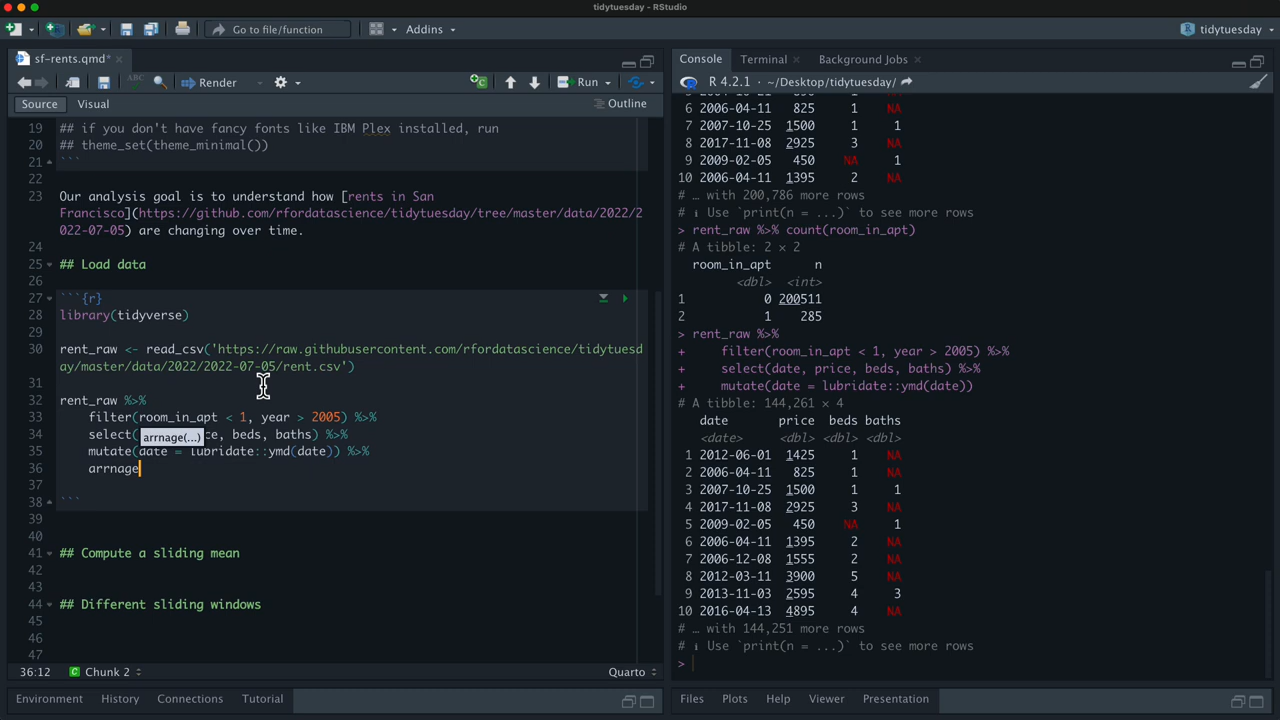 tidytuesday - RStudio
Go to file/function
Addins
tidytuesday
sf-rents.qmd*
ABC
Render
Run
Source
Visual
Outline
19 ## if you don't have fancy fonts like IBM Plex installed, run
20 ## theme_set(theme_minimal())
21 ```
22
23 Our analysis goal is to understand how [rents in San
Francisco](https://github.com/rfordatascience/tidytuesday/tree/master/data/2022/2
022-07-05) are changing over time.
24
25 ## Load data
26
27 ```{r}
28 library(tidyverse)
29
30 rent_raw <- read_csv('https://raw.githubusercontent.com/rfordatascience/tidytuesd
ay/master/data/2022/2022-07-05/rent.csv')
31
32 rent_raw %>%
33 filter(room_in_apt < 1, year > 2005) %>%
34 select( ce, beds, baths) %>%
arrnage(...)
35 mutate(date = lubridate::ymd(date)) %>%
36 arrnage
37
38 ```
39
40
41 ## Compute a sliding mean
42
43
44 ## Different sliding windows
45
46
47
36:12
Chunk 2
Quarto
Environment
History
Connections
Tutorial
Console
Terminal
Background Jobs
R 4.2.1 · ~/Desktop/tidytuesday/
6 2006-04-11 825 1 NA
7 2007-10-25 1500 1 1
8 2017-11-08 2925 3 NA
9 2009-02-05 450 NA 1
10 2006-04-11 1395 2 NA
# … with 200,786 more rows
# ℹ Use `print(n = ...)` to see more rows
> rent_raw %>% count(room_in_apt)
# A tibble: 2 × 2
room_in_apt n
<dbl> <int>
1 0 200511
2 1 285
> rent_raw %>%
+ filter(room_in_apt < 1, year > 2005) %>%
+ select(date, price, beds, baths) %>%
+ mutate(date = lubridate::ymd(date))
# A tibble: 144,261 × 4
date price beds baths
<date> <dbl> <dbl> <dbl>
1 2012-06-01 1425 1 NA
2 2006-04-11 825 1 NA
3 2007-10-25 1500 1 1
4 2017-11-08 2925 3 NA
5 2009-02-05 450 NA 1
6 2006-04-11 1395 2 NA
7 2006-12-08 1555 2 NA
8 2012-03-11 3900 5 NA
9 2013-11-03 2595 4 3
10 2016-04-13 4895 4 NA
# … with 144,251 more rows
# ℹ Use `print(n = ...)` to see more rows
>
Files
Plots
Help
Viewer
Presentation